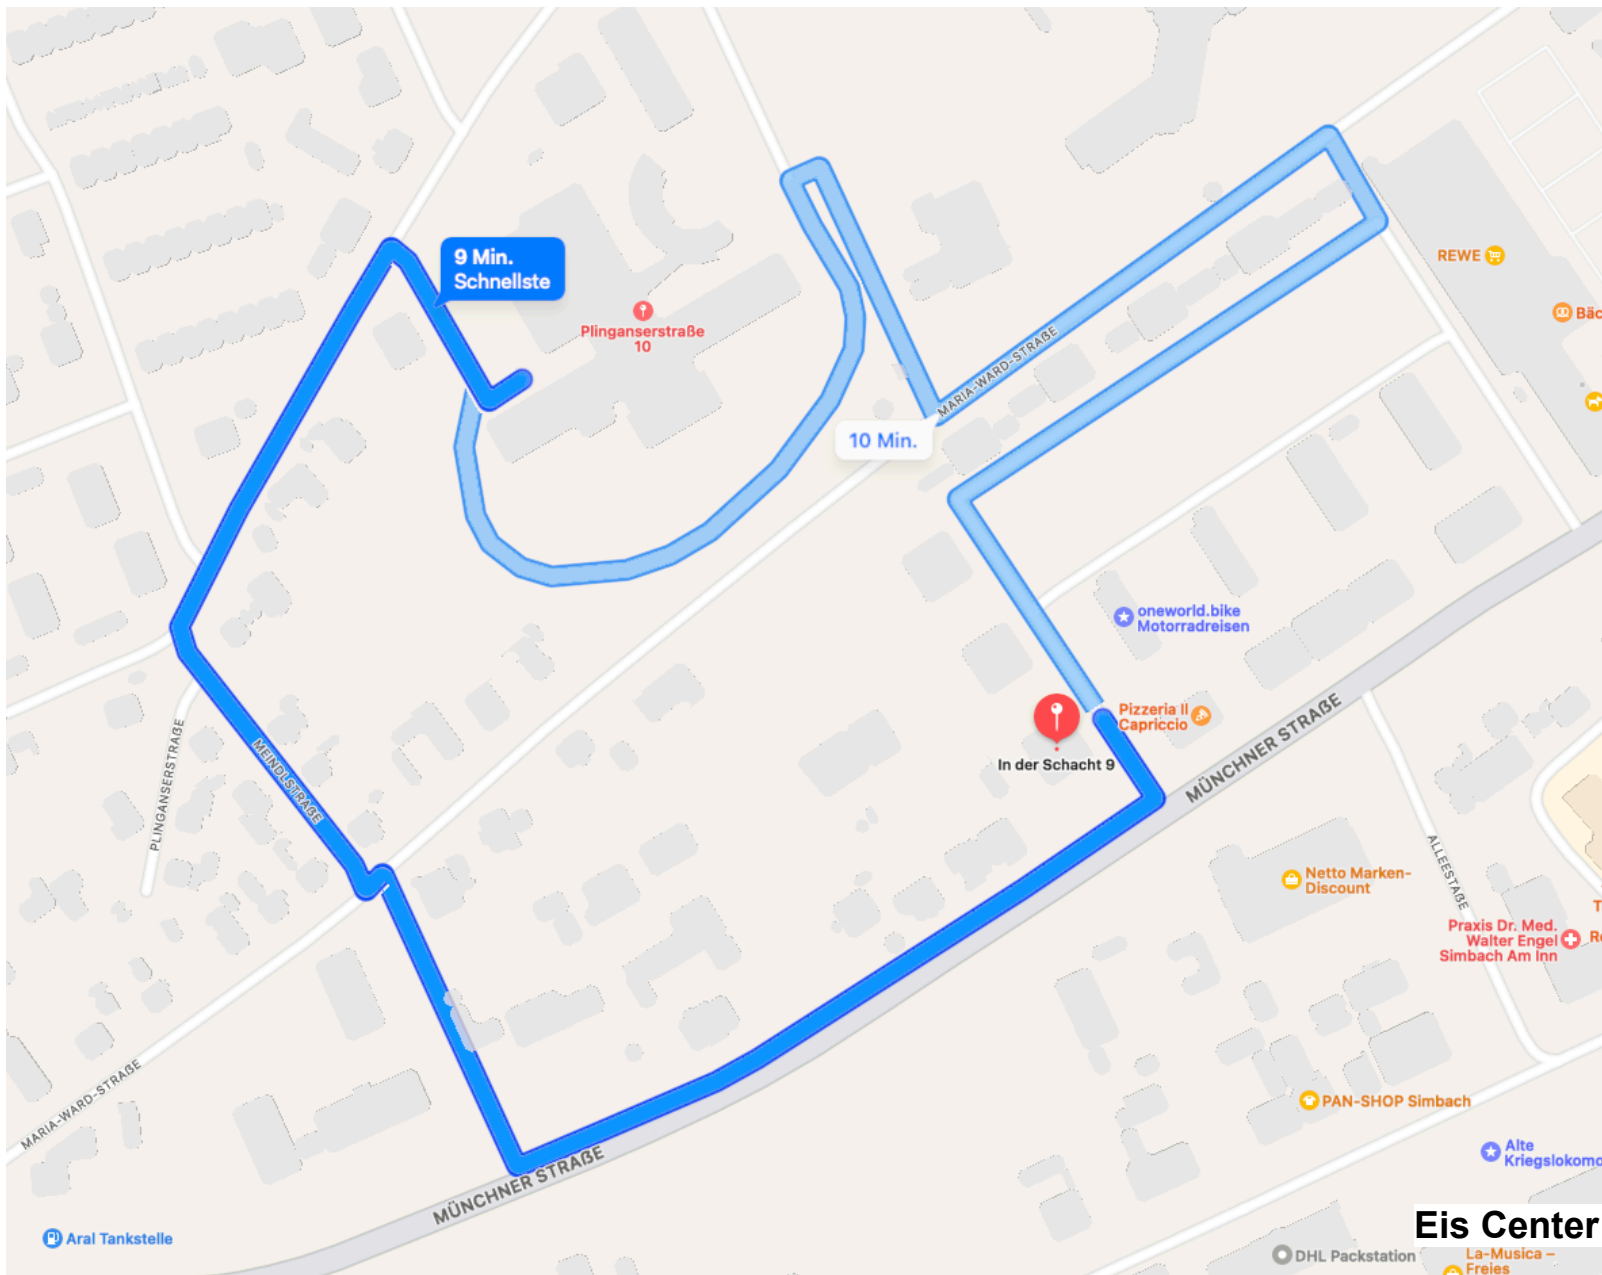 9 Min.
Schnellste
Plinganserstraße
10
REWE
MARIA-WARD-STRAßE
10 Min.
oneworld.bike
Motorradreisen
Pizzeria Il
Capriccio
In der Schacht 9
MÜNCHNER STRAßE
MEINDLSTRAßE
PLINGANSERSTRAßE
ALLEESTAßE
Netto Marken-
Discount
Praxis Dr. Med.
Walter Engel
Simbach Am Inn
MARIA-WARD-STRAßE
PAN-SHOP Simbach
Alte
MÜNCHNER STRAßE
Aral Tankstelle
Eis Center
DHL Packstation
La-Musica –
Freies